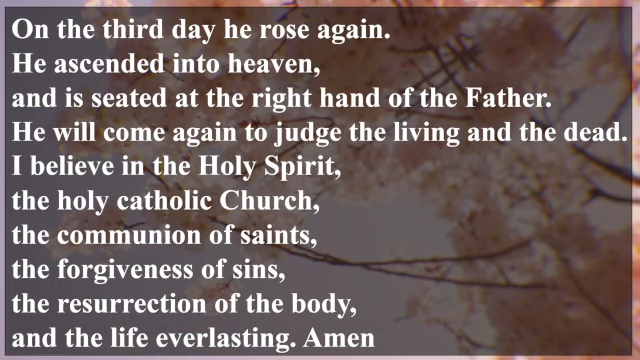 On the third day he rose again.
He ascended into heaven,
and is seated at the right hand of the Father.
He will come again to judge the living and the dead.
I believe in the Holy Spirit,
the holy catholic Church,
the communion of saints,
the forgiveness of sins,
the resurrection of the body,
and the life everlasting. Amen